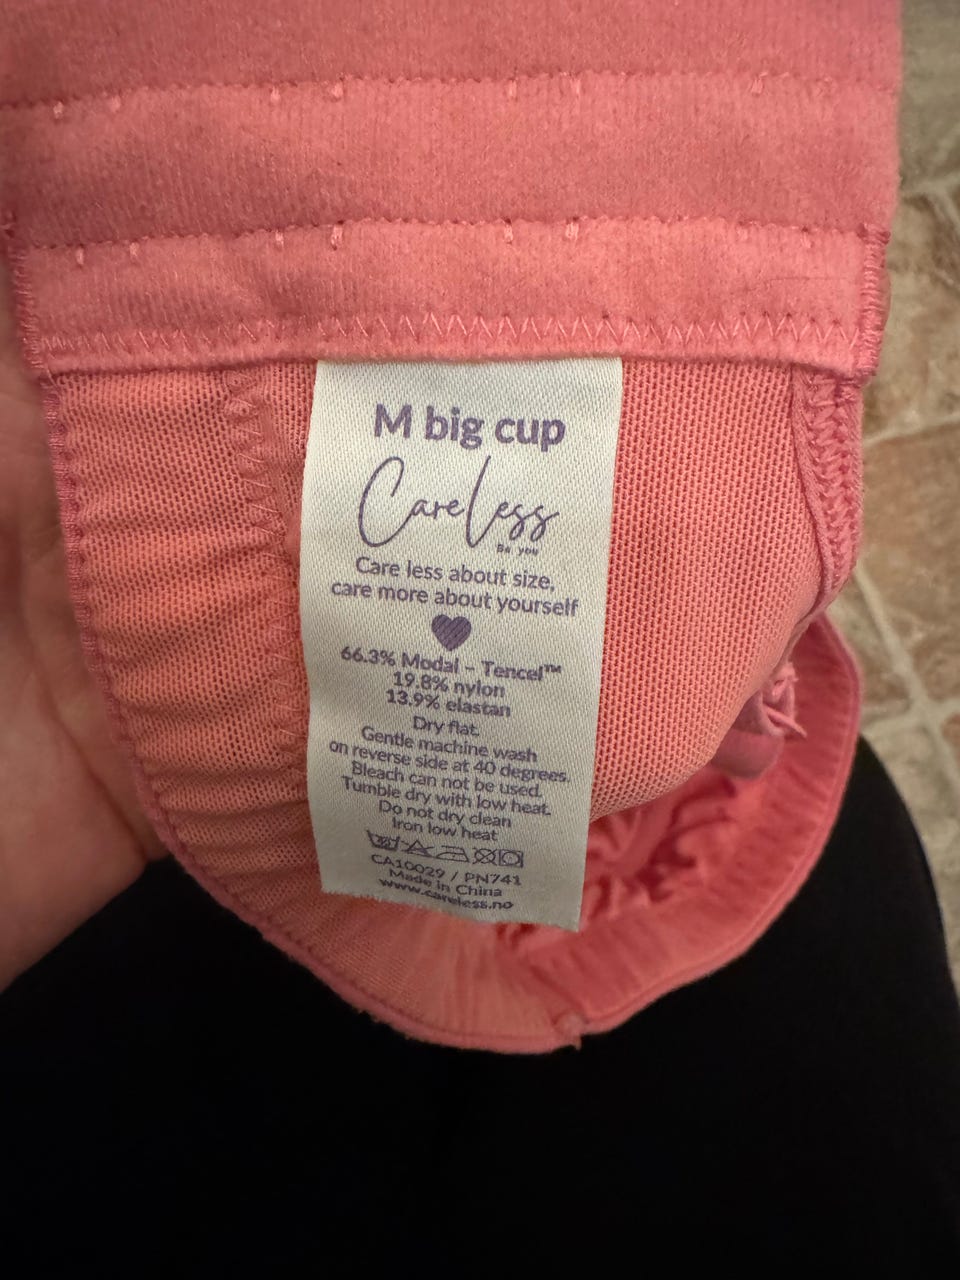 M big cup
CareLess
Be you
Care less about size,
care more about yourself
66.3% Modal – Tencel™
19.8% nylon
13.9% elastan
Dry flat.
Gentle machine wash
on reverse side at 40 degrees.
Bleach can not be used.
Tumble dry with low heat.
Do not dry clean
Iron low heat
CA10029 / PN741
Made in China
www.careless.no